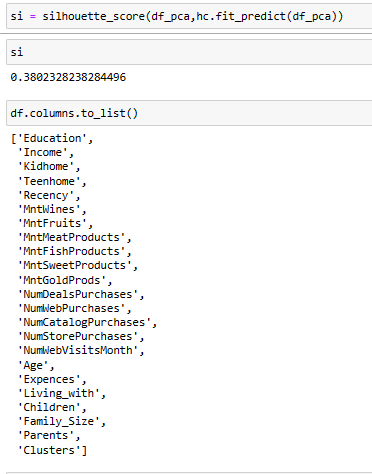 si = silhouette_score(df_pca,hc.fit_predict(df_pca))
si
0.3802328238284496
df.columns.to_list()
['Education',
'Income',
'Kidhome',
'Teenhome',
'Recency',
'MntWines',
'MntFruits',
'MntMeatProducts',
'MntFishProducts',
'MntSweetProducts',
'MntGoldProds',
'NumDealsPurchases',
'NumWebPurchases',
'NumCatalogPurchases',
'NumStorePurchases',
'NumWebVisitsMonth',
'Age',
'Expences',
'Living_with',
'Children',
'Family_Size',
'Parents',
'Clusters']